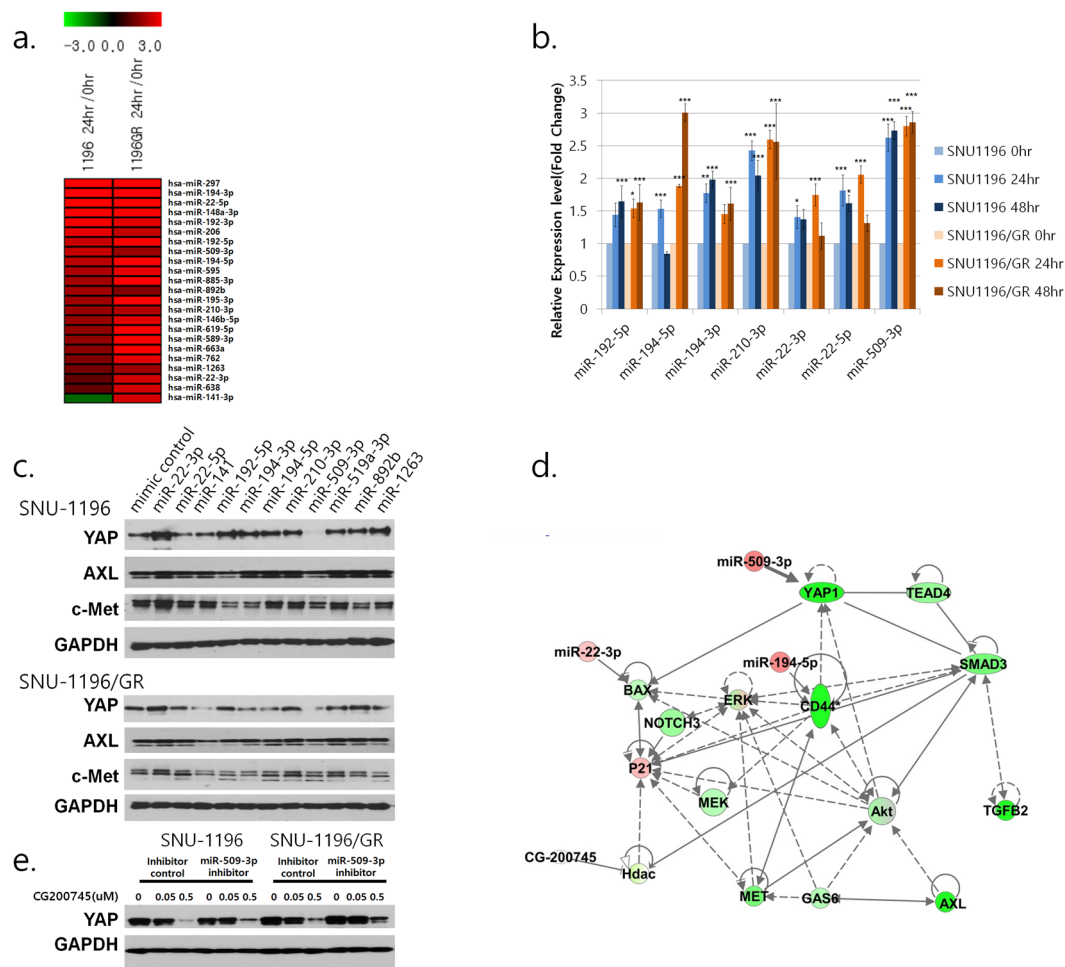 a.
-3.0 0.0 3.0
1196 24hr/0hr
1196GR 24hr/0hr
hsa-miR-297
hsa-miR-194-3p
hsa-miR-22-5p
hsa-miR-148a-3p
hsa-miR-192-3p
hsa-miR-206
hsa-miR-192-5p
hsa-miR-509-3p
hsa-miR-194-5p
hsa-miR-595
hsa-miR-885-3p
hsa-miR-892b
hsa-miR-195-3p
hsa-miR-210-3p
hsa-miR-146b-5p
hsa-miR-619-5p
hsa-miR-589-3p
hsa-miR-663a
hsa-miR-762
hsa-miR-1263
hsa-miR-22-3p
hsa-miR-638
hsa-miR-141-3p
b.
Relative Expression level(Fold Change)
3.5
3
2.5
2
1.5
1
0.5
0
miR-192-5p
miR-194-5p
miR-194-3p
miR-210-3p
miR-22-3p
miR-22-5p
miR-509-3p
SNU1196 0hr
SNU1196 24hr
SNU1196 48hr
SNU1196/GR 0hr
SNU1196/GR 24hr
SNU1196/GR 48hr
c.
mimic control
miR-22-3p
miR-22-5p
miR-141
miR-192-5p
miR-194-3p
miR-194-5p
miR-210-3p
miR-509-3p
miR-519a-3p
miR-892b
miR-1263
SNU-1196
YAP
AXL
c-Met
GAPDH
SNU-1196/GR
YAP
AXL
c-Met
GAPDH
d.
miR-509-3p
YAP1
TEAD4
miR-22-3p
miR-194-5p
SMAD3
BAX
ERK
CD44*
NOTCH3
P21
MEK
Akt
TGFB2
CG-200745
Hdac
MET
GAS6
AXL
e.
SNU-1196 SNU-1196/GR
Inhibitor control
miR-509-3p inhibitor
Inhibitor control
miR-509-3p inhibitor
CG200745(uM) 0 0.05 0.5 0 0.05 0.5 0 0.05 0.5 0 0.05 0.5
YAP
GAPDH